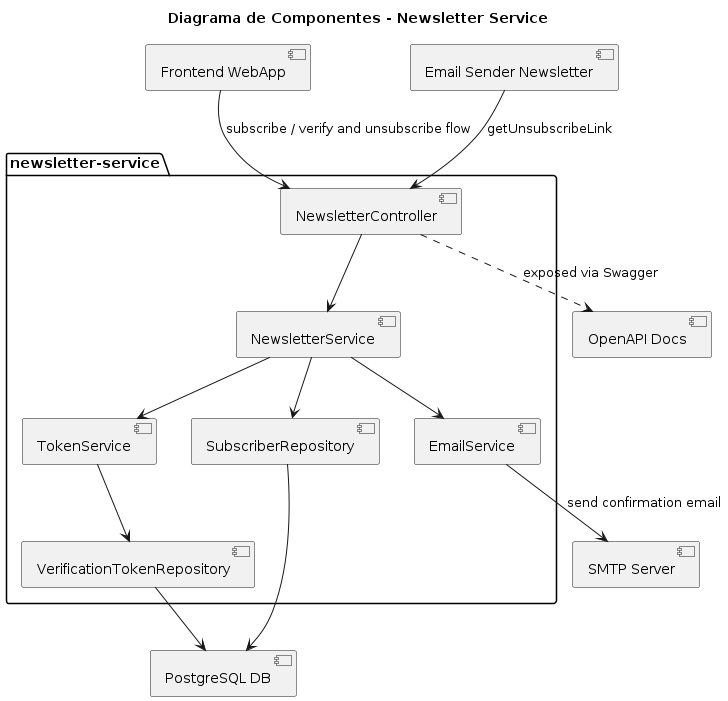 Diagrama de Componentes - Newsletter Service
Frontend WebApp
Email Sender Newsletter
subscribe / verify and unsubscribe flow
getUnsubscribeLink
newsletter-service
NewsletterController
exposed via Swagger
NewsletterService
OpenAPI Docs
TokenService
SubscriberRepository
EmailService
send confirmation email
VerificationTokenRepository
SMTP Server
PostgreSQL DB